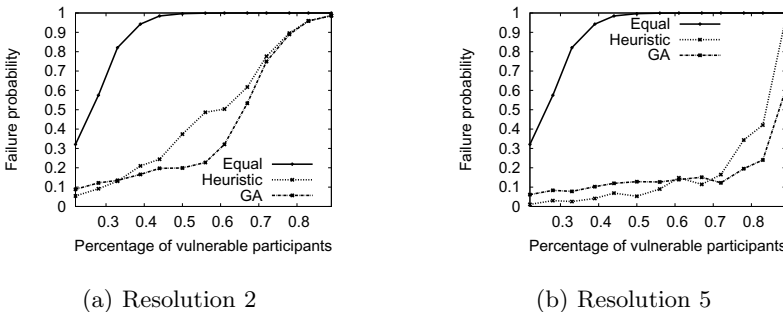 1
0.9
0.8
0.7
0.6
0.5
0.4
0.3
0.2
0.1
0
Failure probability
Equal
Heuristic
GA
0.3 0.4 0.5 0.6 0.7 0.8
Percentage of vulnerable participants
(a) Resolution 2
1
0.9
0.8
0.7
0.6
0.5
0.4
0.3
0.2
0.1
0
Failure probability
Equal
Heuristic
GA
0.3 0.4 0.5 0.6 0.7 0.8
Percentage of vulnerable participants
(b) Resolution 5